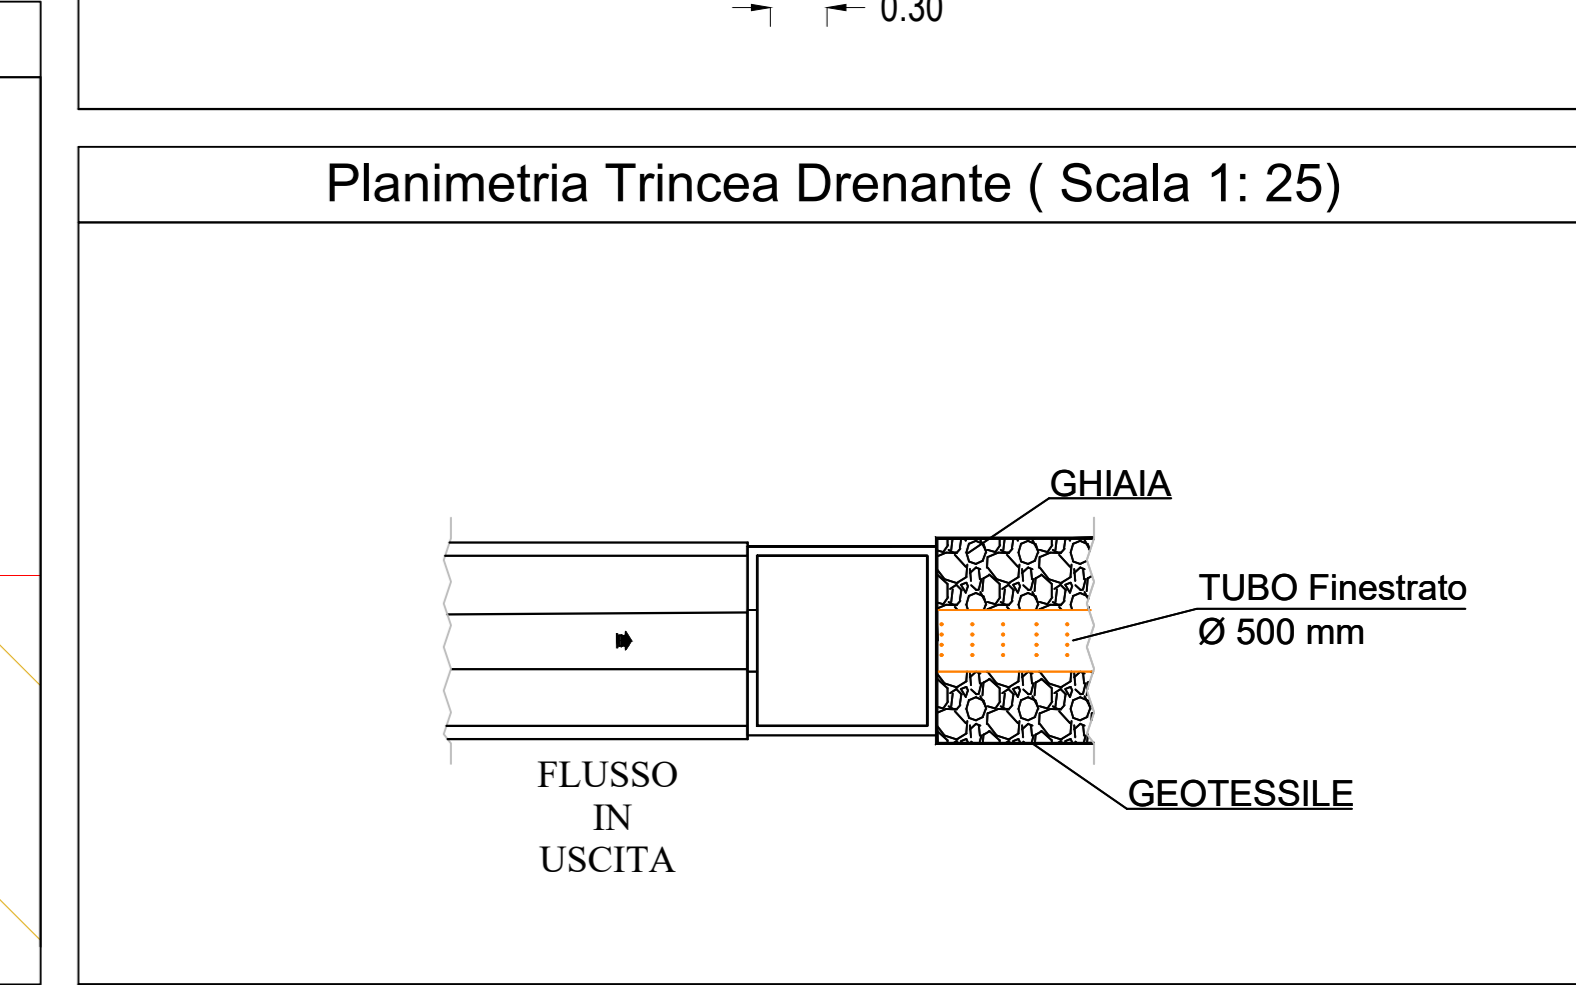 0.30
Planimetria Trincea Drenante ( Scala 1: 25)
GHIAIA
TUBO Finestrato
Ø 500 mm
GEOTESSILE
FLUSSO
IN
USCITA